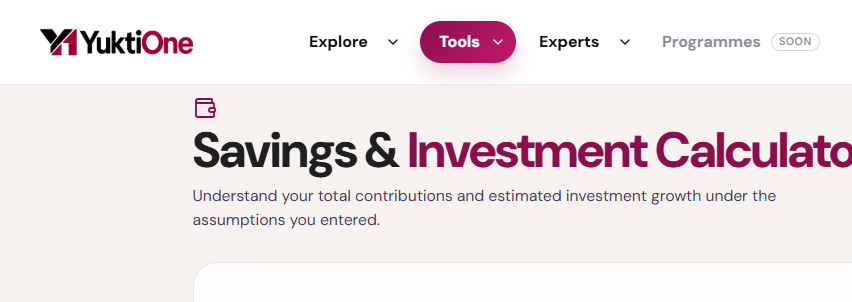 YuktiOne
Explore
Tools
Experts
Programmes
SOON
Savings & Investment
Understand your total contributions and estimated investment growth under the
assumptions you entered.